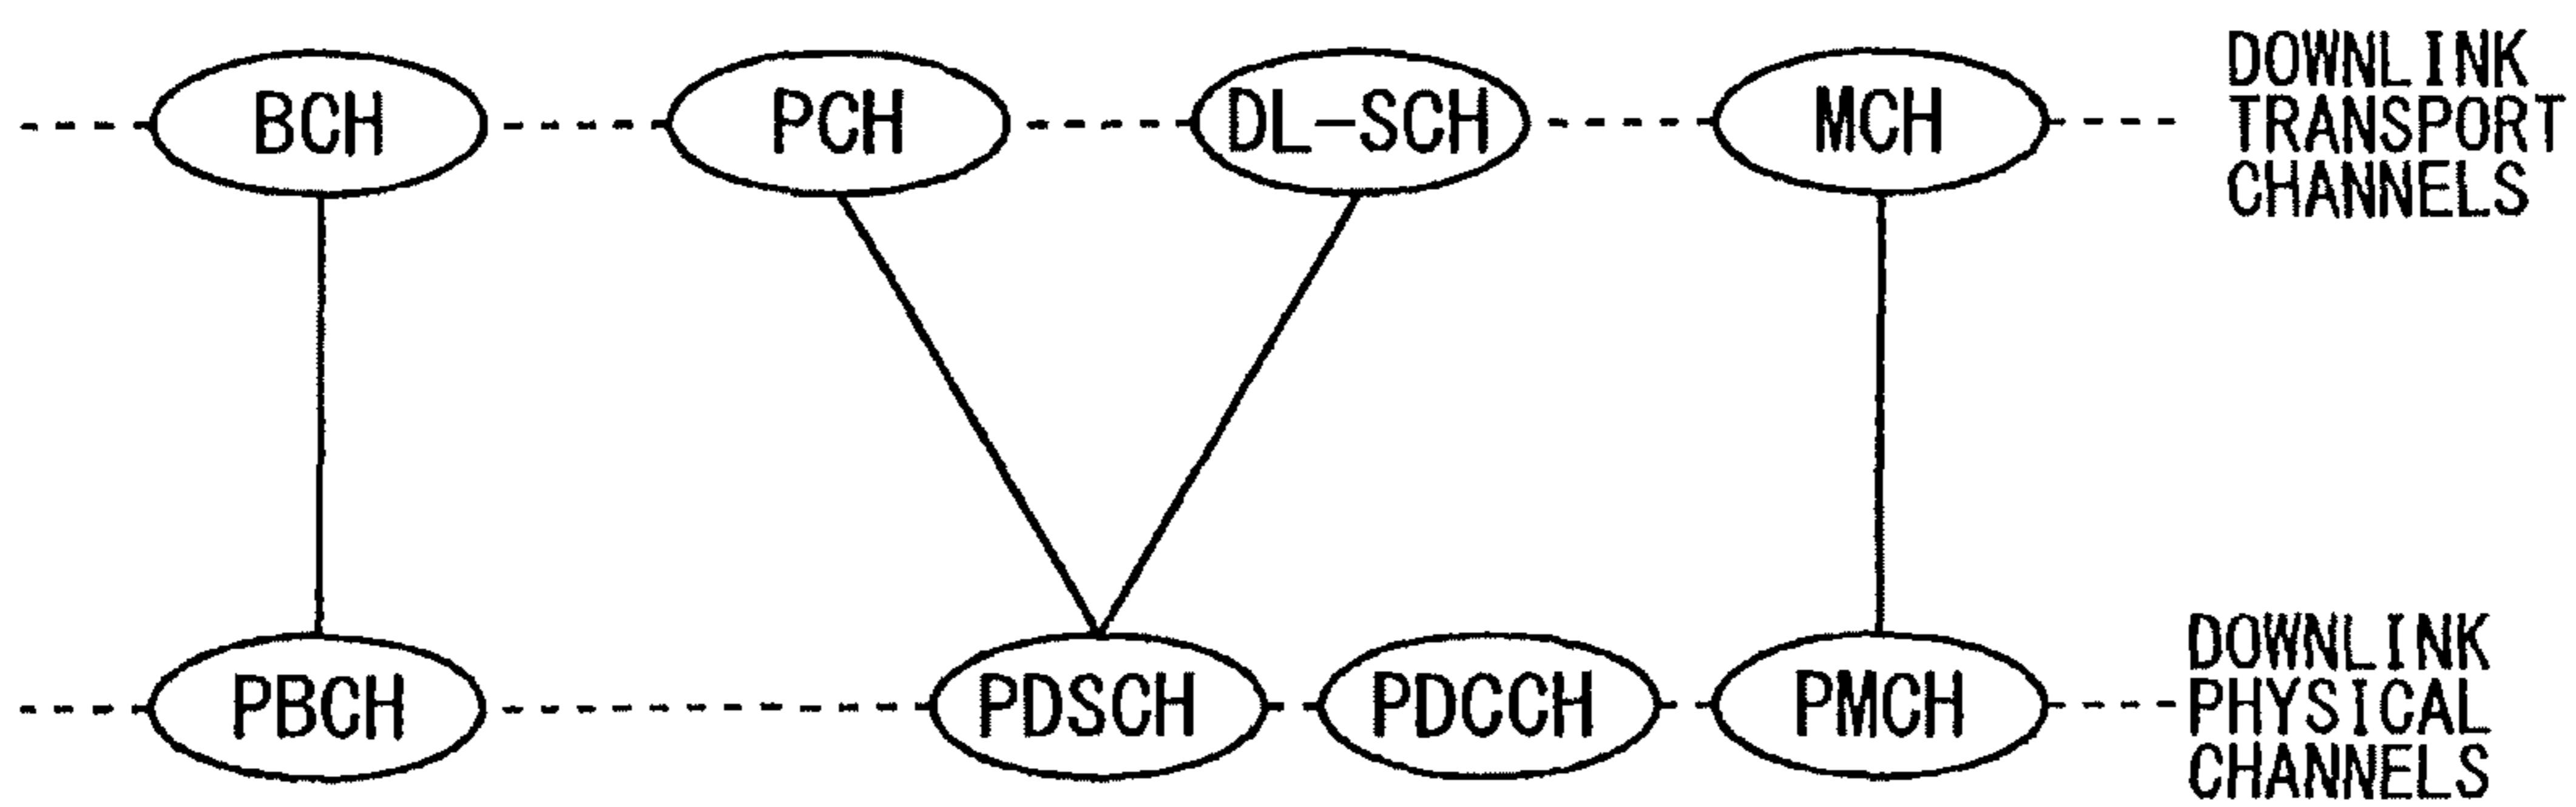 BCH
PCH
DL-SCH
MCH
DOWNLINK
TRANSPORT
CHANNELS
PBCH
PDSCH
PDCCH
PMCH
DOWNLINK
PHYSICAL
CHANNELS